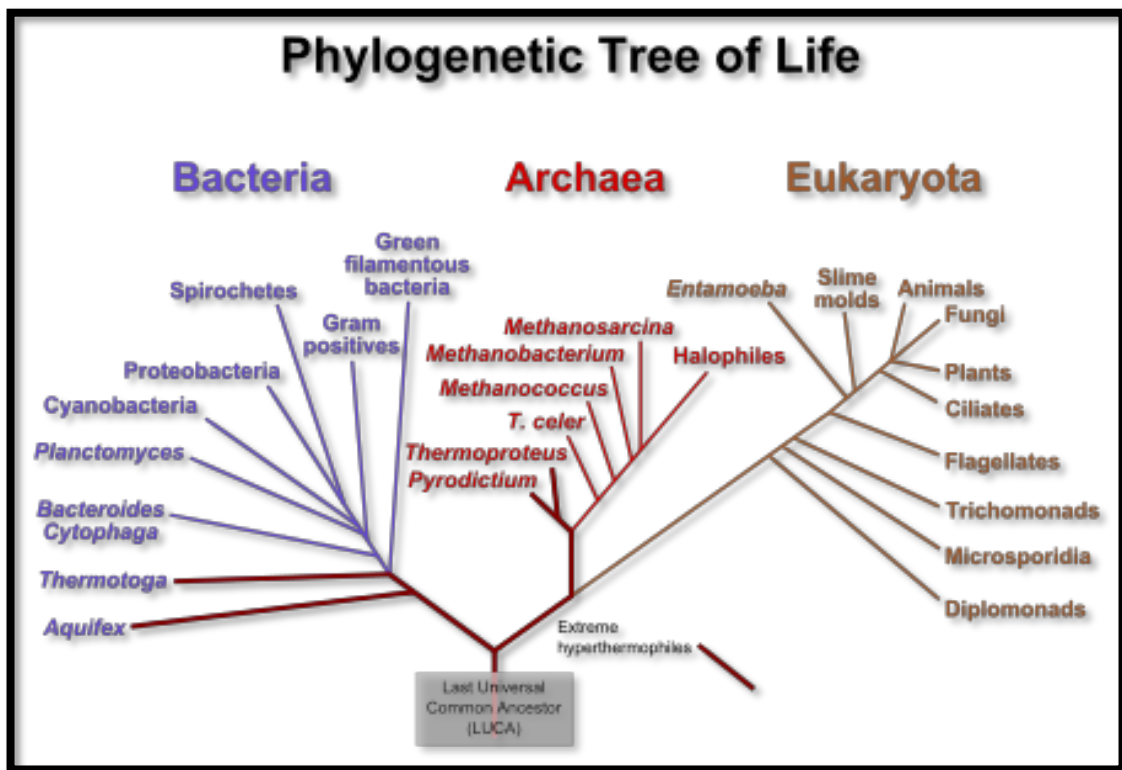 Phylogenetic Tree of Life
Bacteria
Archaea
Eukaryota
Green
filamentous
bacteria
Spirochetes
Gram
positives
Proteobacteria
Cyanobacteria
Planctomyces
Bacteroides
Cytophaga
Thermotoga
Aquifex
Methanosarcina
Methanobacterium
Halophiles
Methanococcus
T. celer
Thermoproteus
Pyrodictium
Entamoeba
Slime
molds
Animals
Fungi
Plants
Ciliates
Flagellates
Trichomonads
Microsporidia
Diplomonads
Extreme
hyperthermophiles
Last Universal
Common Ancestor
(LUCA)